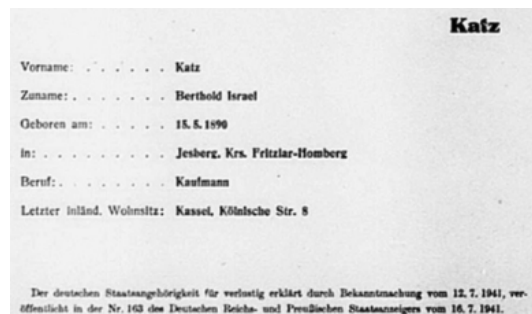 Katz
Vorname: . . . . . . Katz
Zuname: . . . . . . . Berthold Israel
Geboren am: . . . . . 15. 5. 1890
in: . . . . . . . . . Jesberg, Krs. Fritzlar-Homberg
Beruf: . . . . . . . Kaufmann
Letzter inländ. Wohnsitz: Kassel, Kölnische Str. 8
Der deutschen Staatsangehörigkeit für verlustig erklärt durch Bekanntmachung vom 12. 7. 1941, ver-
öffentlicht in der Nr. 163 des Deutschen Reichs- und Preußischen Staatsanzeigers vom 16. 7. 1941.